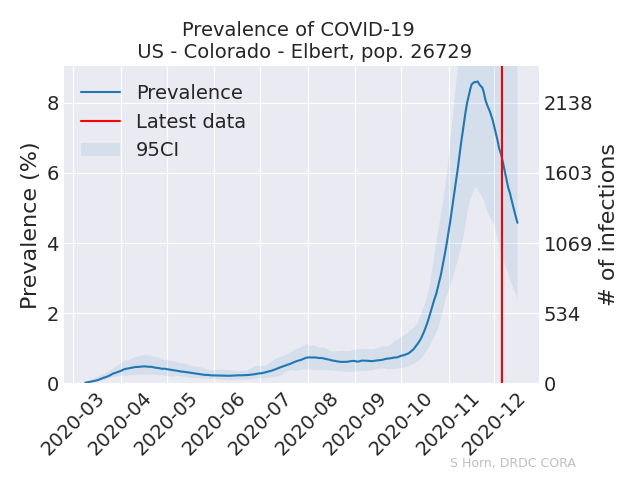 Prevalence of COVID-19
US - Colorado - Elbert, pop. 26729
Prevalence
Latest data
95CI
Prevalence (%)
8
6
4
2
0
2138
1603
1069
534
0
# of infections
2020-03
2020-04
2020-05
2020-06
2020-07
2020-08
2020-09
2020-10
2020-11
2020-12
S Horn, DRDC CORA